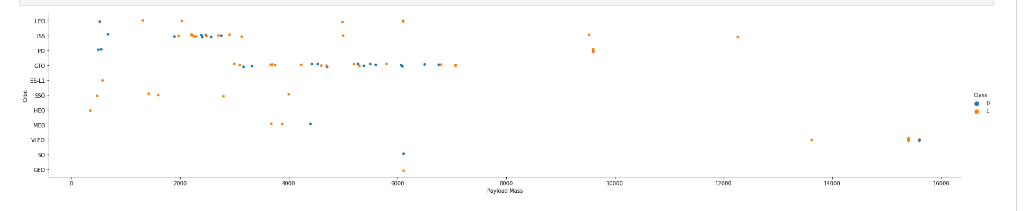 LEO
ISS
PO
GTO
ES-L1
SSO
HEO
MEO
VLEO
SO
GEO
Orbit
0 2000 4000 6000 8000 10000 12000 14000 16000
Payload Mass
Class
0
1